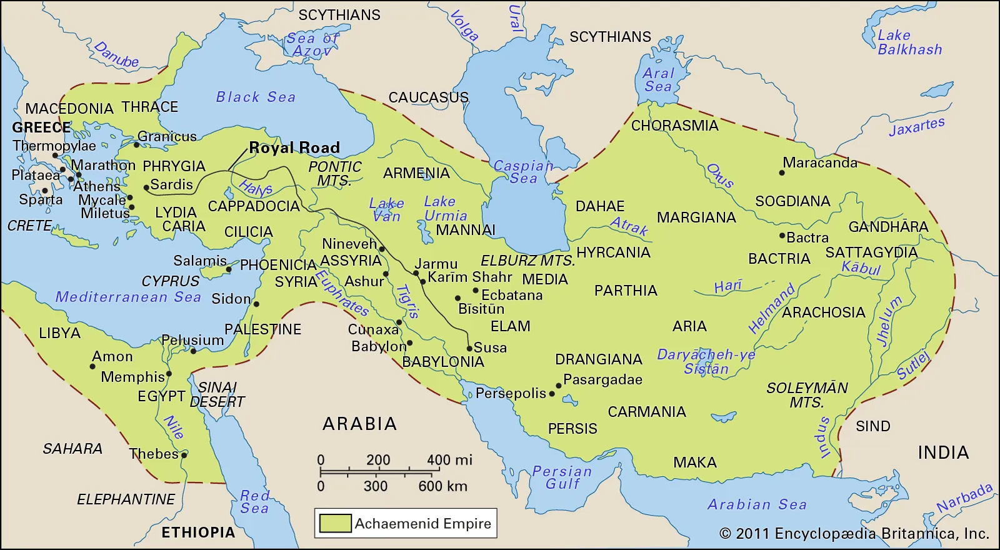 SCYTHIANS
Volga
Ural
SCYTHIANS
Lake
Balkhash
Danube
Sea of
Azov
Aral
Sea
Black Sea
CAUCASUS
MACEDONIA
THRACE
GREECE
CHORASMIA
Jaxartes
Granicus
Thermopylae
Royal Road
Marathon
PHRYGIA
PONTIC
MTS.
ARMENIA
Caspian
Sea
Oxus
Maracanda
Plataea
Athens
Sardis
Halys
Sparta
Mycale
Miletus
LYDIA
CAPPADOCIA
Lake
Van
Lake
Urmia
DAHAE
MARGIANA
SOGDIANA
CRETE
CARIA
CILICIA
MANNAI
Atrak
GANDHĀRA
Nineveh
Bactra
Salamis
PHOENICIA
ASSYRIA
Jarmu
ELBURZ MTS.
HYRCANIA
BACTRIA
SATTAGYDIA
CYPRUS
SYRIA
Ashur
Karīm Shahr
MEDIA
Kābul
Mediterranean Sea
Sidon
Euphrates
Tigris
Ecbatana
Bīsitūn
PARTHIA
Harī
Helmand
ARACHOSIA
Jhelum
LIBYA
PALESTINE
Cunaxa
ELAM
ARIA
Pelusium
Babylon
Susa
Amon
BABYLONIA
DRANGIANA
Daryācheh-ye
Sīstān
Sutlej
Memphis
Pasargadae
EGYPT
SINAI
DESERT
Persepolis
SOLEYMĀN
MTS.
Nile
ARABIA
CARMANIA
PERSIS
Indus
SIND
SAHARA
Thebes
INDIA
0 200 400 mi
0 300 600 km
MAKA
Persian
Gulf
ELEPHANTINE
Red
Sea
Arabian Sea
Narbada
Achaemenid Empire
ETHIOPIA
© 2011 Encyclopædia Britannica, Inc.